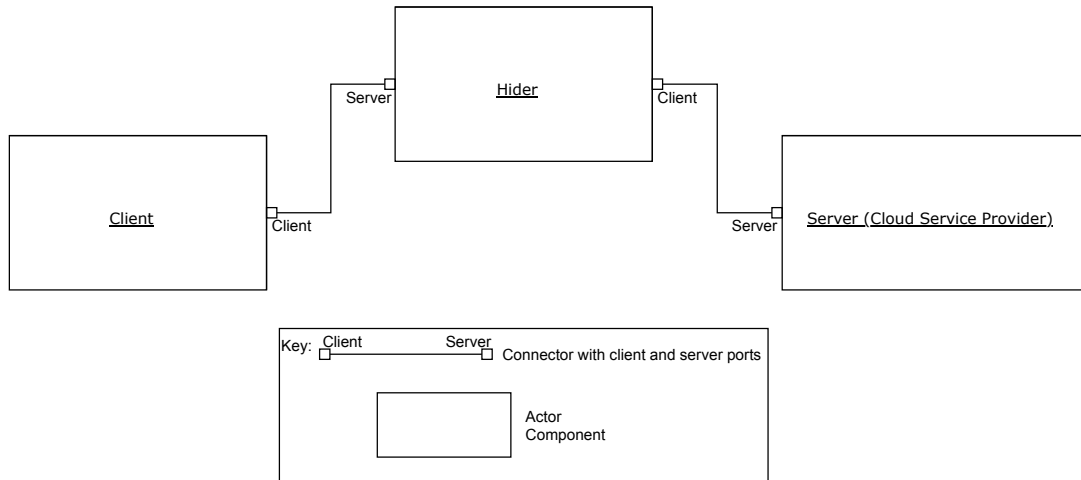 Hider
Server
Client
Client
Client
Server (Cloud Service Provider)
Server
Key:
Client
Server
Connector with client and server ports
Actor
Component